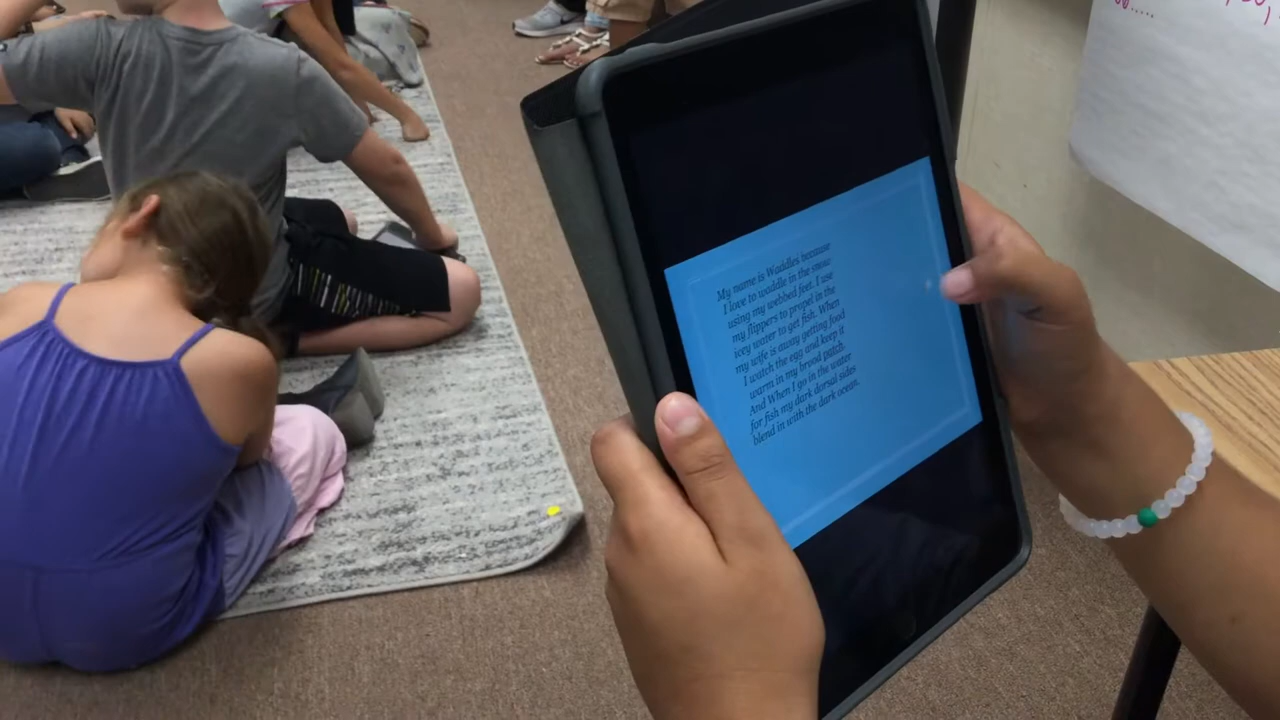 My name is Waddles because
I love to waddle in the snow
using my webbed feet. I use
my flippers to propel in the
icey water to get fish. When
my wife is away getting food
I watch the egg and keep it
warm in my brood patch.
And When I go in the water
for fish my dark dorsal sides
blend in with the dark ocean.